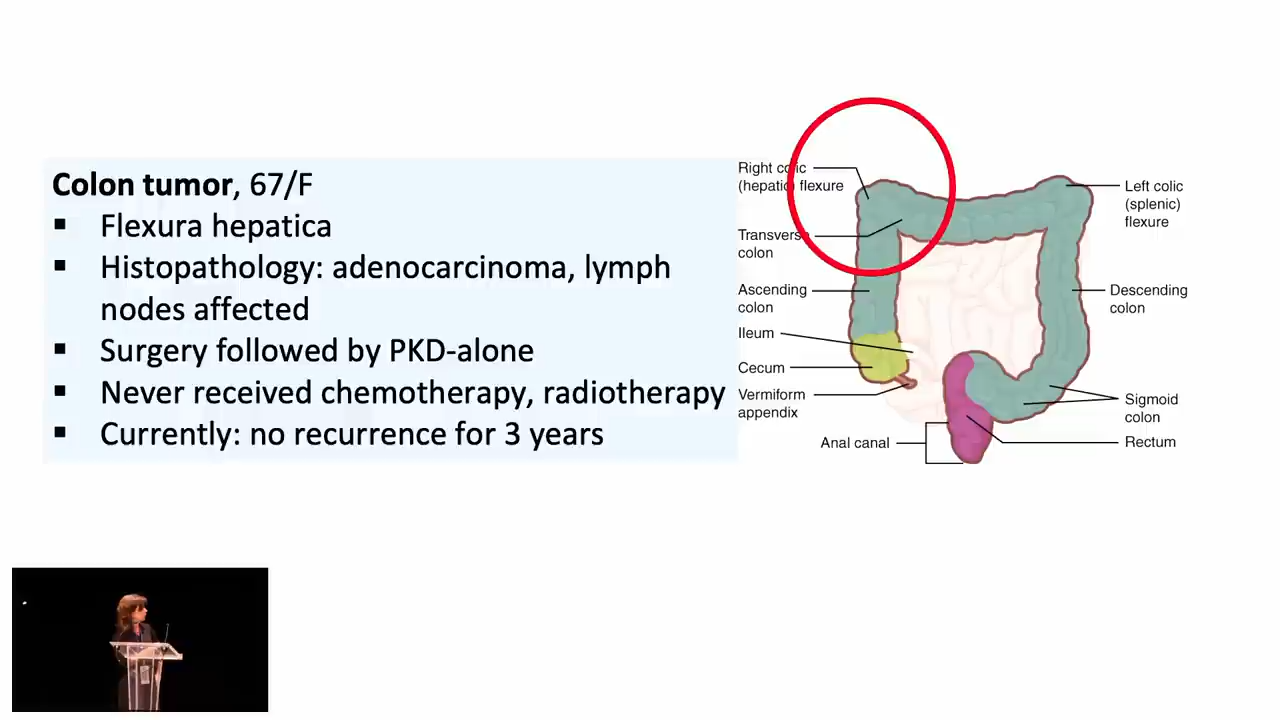 Colon tumor, 67/F
▪ Flexura hepatica
▪ Histopathology: adenocarcinoma, lymph
nodes affected
▪ Surgery followed by PKD-alone
▪ Never received chemotherapy, radiotherapy
▪ Currently: no recurrence for 3 years
Right colic
(hepatic) flexure
Transverse
colon
Ascending
colon
Ileum
Cecum
Vermiform
appendix
Anal canal
Left colic
(splenic)
flexure
Descending
colon
Sigmoid
colon
Rectum